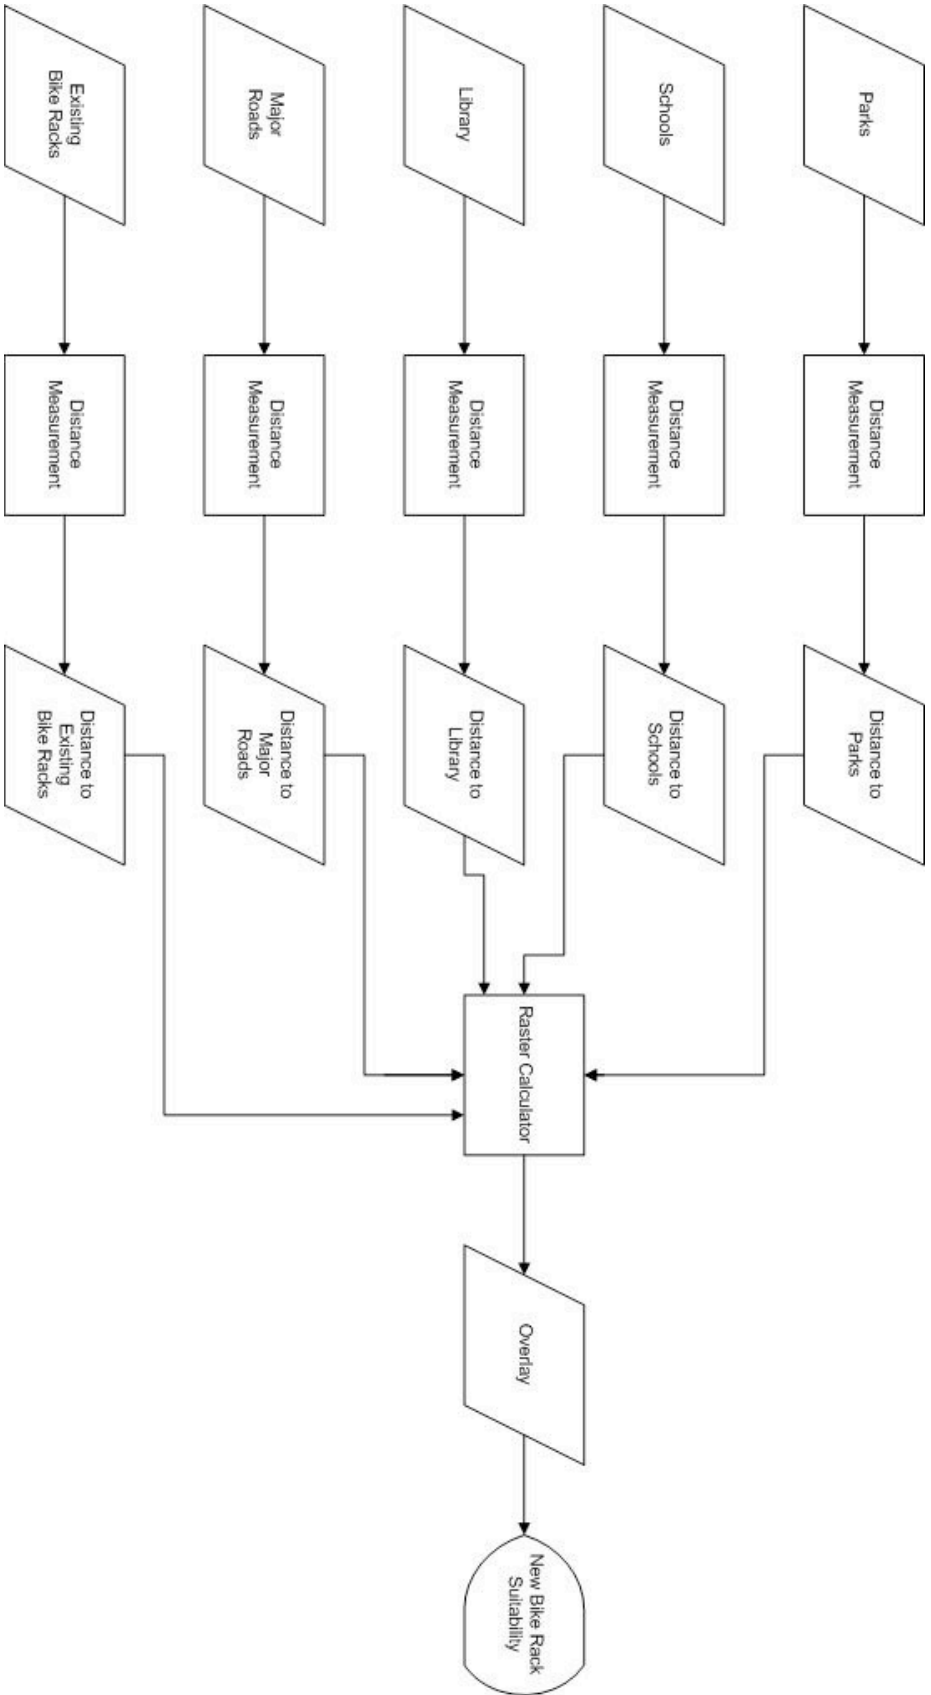 Parks
Distance
Measurement
Distance to
Parks
Schools
Distance
Measurement
Distance to
Schools
Library
Distance
Measurement
Distance to
Library
Major
Roads
Distance
Measurement
Distance to
Major
Roads
Existing
Bike Racks
Distance
Measurement
Distance to
Existing
Bike Racks
Raster Calculator
Overlay
New Bike Rack
Suitability